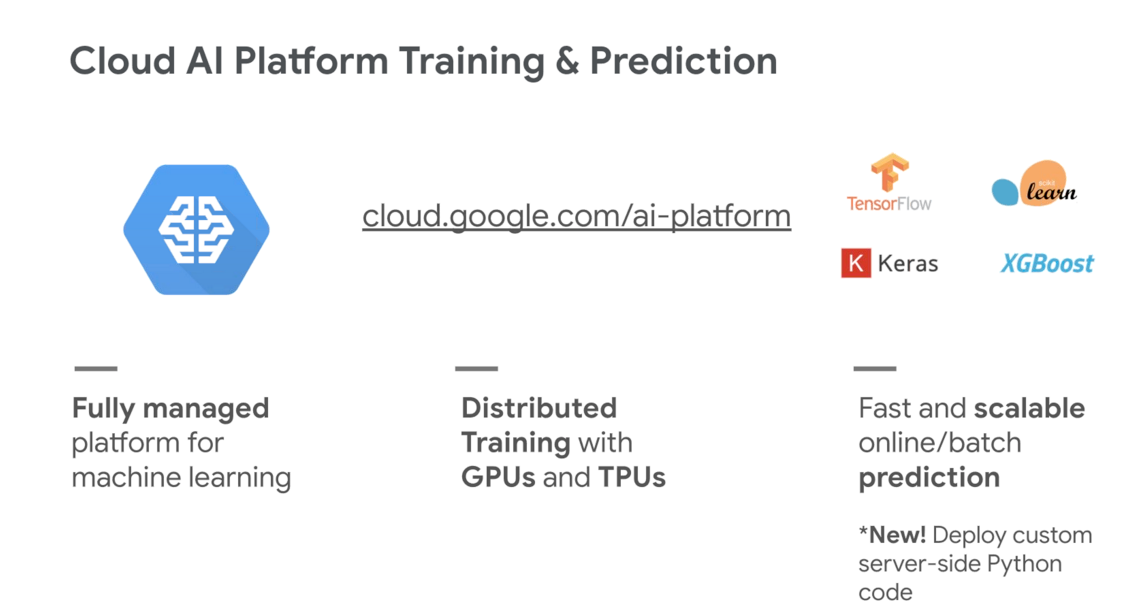 Cloud AI Platform Training & Prediction
cloud.google.com/ai-platform
TensorFlow
scikit
learn
K Keras
XGBoost
Fully managed
platform for
machine learning
Distributed
Training with
GPUs and TPUs
Fast and scalable
online/batch
prediction
*New! Deploy custom
server-side Python
code